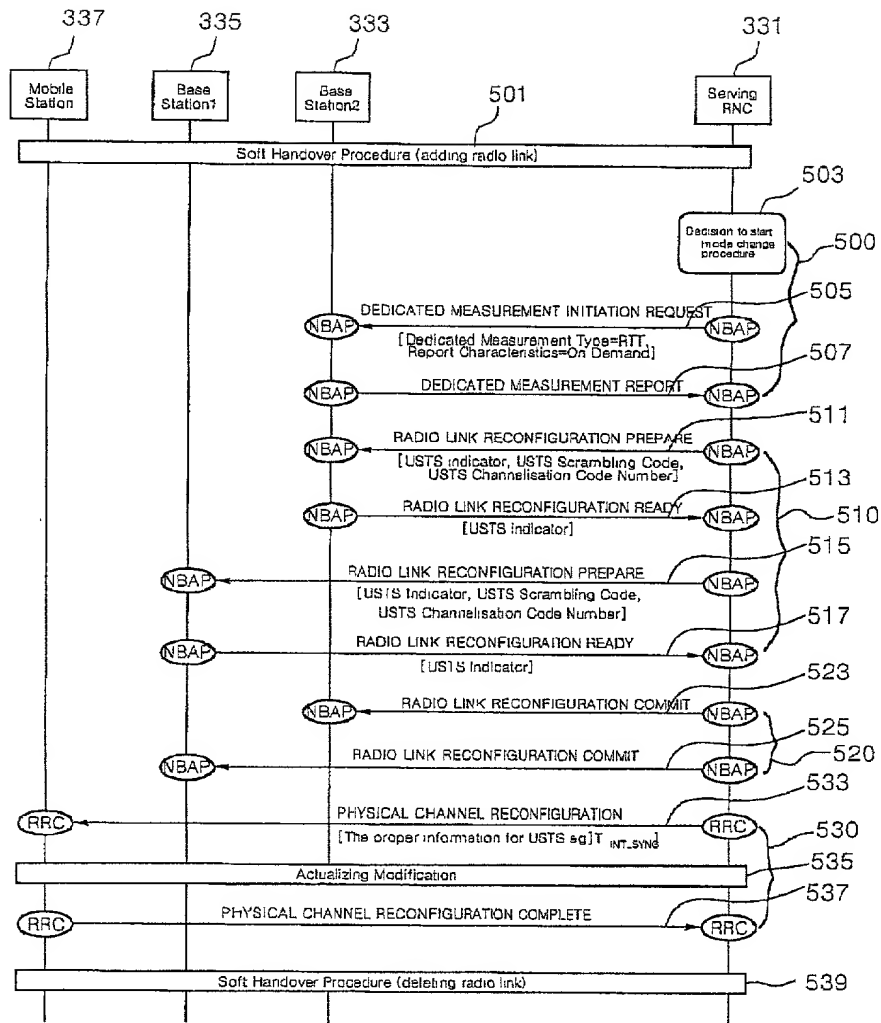 337
335
333
331
Mobile
Station
Base
Station1
Base
Station2
Serving
RNC
501
Soft Handover Procedure (adding radio link)
503
Decision to start
mode change
procedure
500
DEDICATED MEASUREMENT INITIATION REQUEST
505
NBAP
NBAP
[Dedicated Measurement Type=RTT,
Report Characteristics=On Demand]
507
DEDICATED MEASUREMENT REPORT
NBAP
NBAP
511
RADIO LINK RECONFIGURATION PREPARE
NBAP
NBAP
[USTS Indicator, USTS Scrambling Code,
USTS Channelisation Code Number]
513
RADIO LINK RECONFIGURATION READY
NBAP
NBAP
510
[USTS Indicator]
515
RADIO LINK RECONFIGURATION PREPARE
NBAP
NBAP
[USTS Indicator, USTS Scrambling Code,
USTS Channelisation Code Number]
517
RADIO LINK RECONFIGURATION READY
NBAP
NBAP
[USTS Indicator]
523
RADIO LINK RECONFIGURATION COMMIT
NBAP
NBAP
525
RADIO LINK RECONFIGURATION COMMIT
520
NBAP
NBAP
533
PHYSICAL CHANNEL RECONFIGURATION
RRC
RRC
[The proper information for USTS eg]T INT_SYNC]
530
Actualizing Modification
535
537
PHYSICAL CHANNEL RECONFIGURATION COMPLETE
RRC
RRC
Soft Handover Procedure (deleting radio link)
539